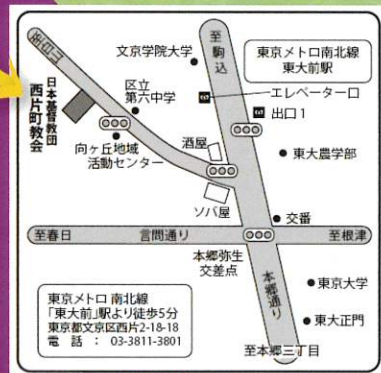 至白山
文京学院大学
至駒込
東京メトロ南北線
東大前駅
エレベーター口
出口1
日本基督教団
西片町教会
区立
第六中学
向ヶ丘地域
活動センター
酒屋
東大農学部
ソバ屋
交番
至春日
言問通り
至根津
本郷弥生
交差点
本郷通り
東京大学
東大正門
至本郷三丁目
東京メトロ 南北線
「東大前」駅より徒歩5分
東京都文京区西片2-18-18
電 話 : 03-3811-3801